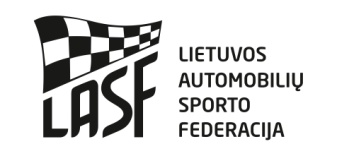 LASF
LIETUVOS
AUTOMOBILIŲ
SPORTO
FEDERACIJA